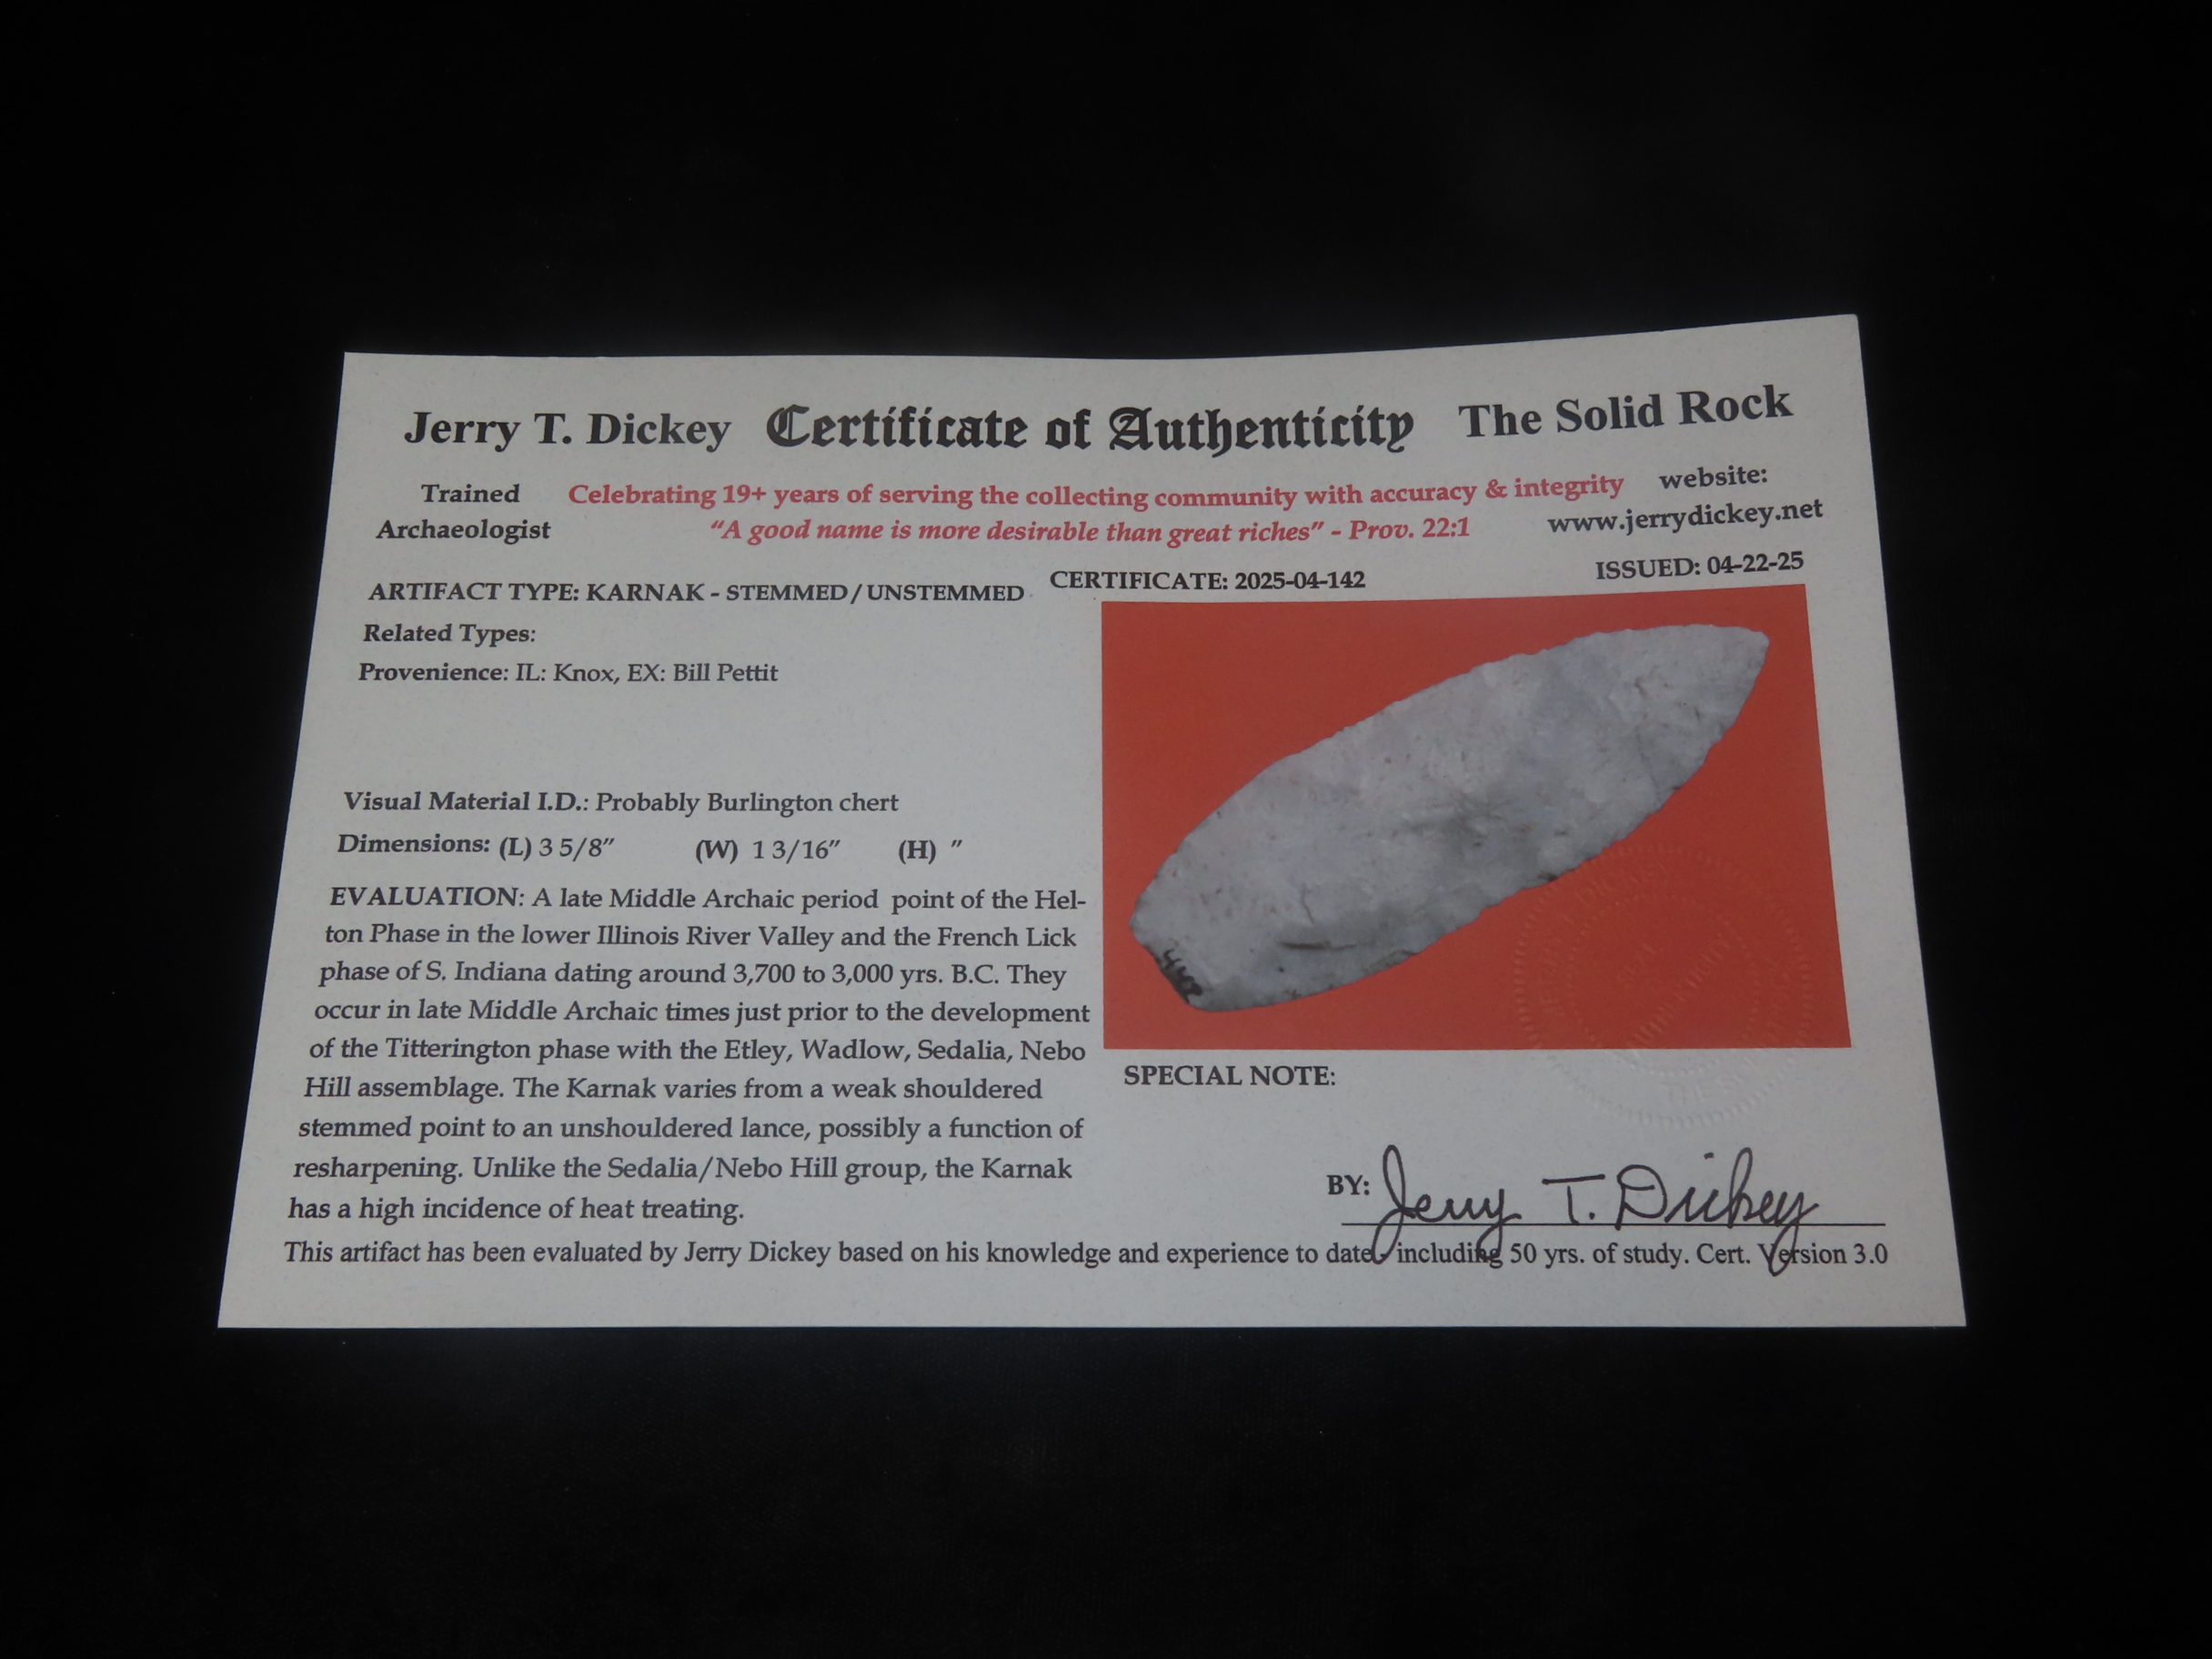 Jerry T. Dickey Certificate of Authenticity The Solid Rock
Trained Archaeologist
Celebrating 19+ years of serving the collecting community with accuracy & integrity
"A good name is more desirable than great riches" - Prov. 22:1
website:
www.jerrydickey.net
ARTIFACT TYPE: KARNAK - STEMMED/UNSTEMMED
CERTIFICATE: 2025-04-142
ISSUED: 04-22-25
Related Types:
Provenience: IL: Knox, EX: Bill Pettit
Visual Material I.D.: Probably Burlington chert
Dimensions: (L) 3 5/8" (W) 1 3/16" (H) "
EVALUATION: A late Middle Archaic period point of the Hel-
ton Phase in the lower Illinois River Valley and the French Lick
phase of S. Indiana dating around 3,700 to 3,000 yrs. B.C. They
occur in late Middle Archaic times just prior to the development
of the Titterington phase with the Etley, Wadlow, Sedalia, Nebo
Hill assemblage. The Karnak varies from a weak shouldered
stemmed point to an unshouldered lance, possibly a function of
resharpening. Unlike the Sedalia/Nebo Hill group, the Karnak
has a high incidence of heat treating.
SPECIAL NOTE:
BY: Jerry T. Dickey
This artifact has been evaluated by Jerry Dickey based on his knowledge and experience to date, including 50 yrs. of study. Cert. Version 3.0